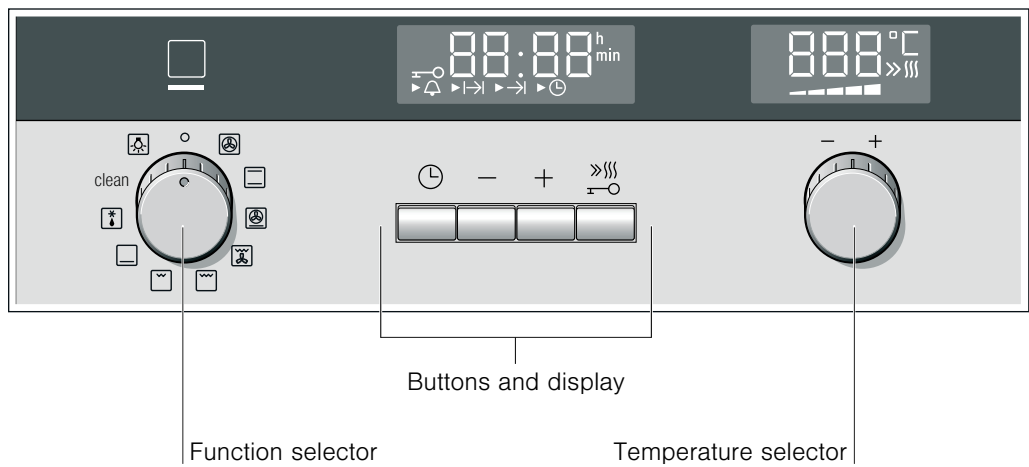 88:88 h min
888 °C
clean
− +
− +
Buttons and display
Function selector
Temperature selector